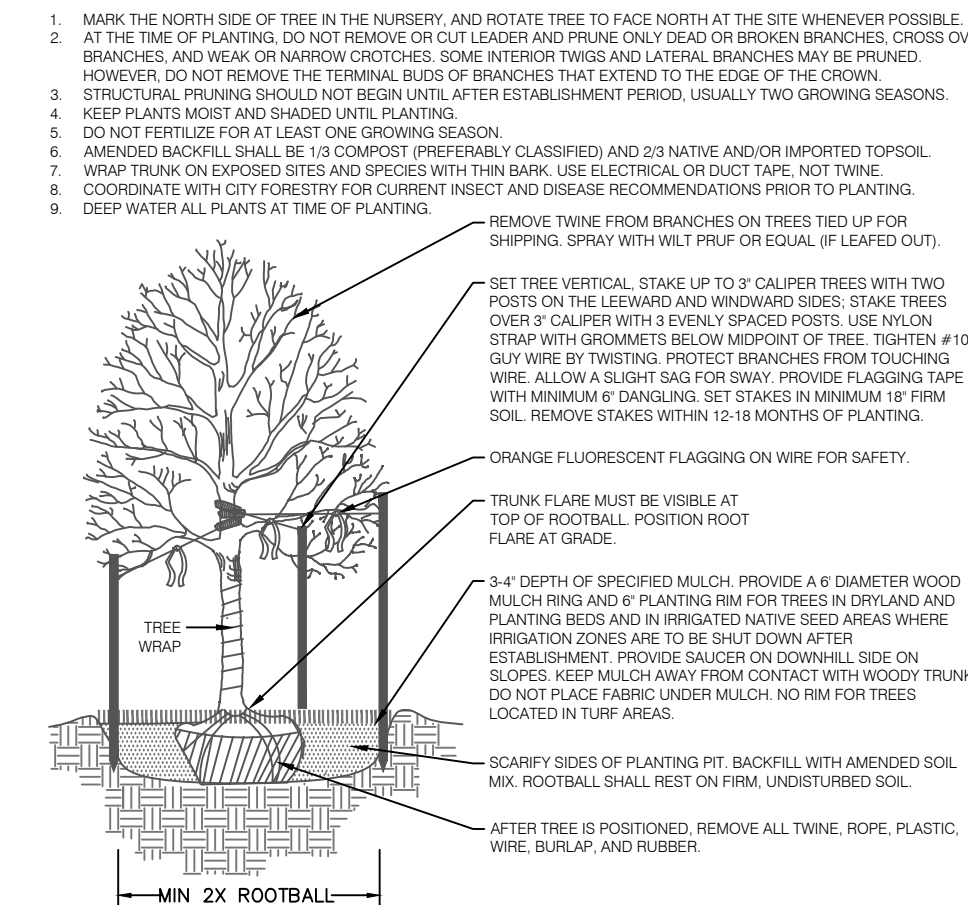 1. MARK THE NORTH SIDE OF TREE IN THE NURSERY, AND ROTATE TREE TO FACE NORTH AT THE SITE WHENEVER POSSIBLE.
2. AT THE TIME OF PLANTING, DO NOT REMOVE OR CUT LEADER AND PRUNE ONLY DEAD OR BROKEN BRANCHES, CROSS OV
BRANCHES, AND WEAK OR NARROW CROTCHES. SOME INTERIOR TWIGS AND LATERAL BRANCHES MAY BE PRUNED.
HOWEVER, DO NOT REMOVE THE TERMINAL BUDS OF BRANCHES THAT EXTEND TO THE EDGE OF THE CROWN.
3. STRUCTURAL PRUNING SHOULD NOT BEGIN UNTIL AFTER ESTABLISHMENT PERIOD, USUALLY TWO GROWING SEASONS.
4. KEEP PLANTS MOIST AND SHADED UNTIL PLANTING.
5. DO NOT FERTILIZE FOR AT LEAST ONE GROWING SEASON.
6. AMENDED BACKFILL SHALL BE 1/3 COMPOST (PREFERABLY CLASSIFIED) AND 2/3 NATIVE AND/OR IMPORTED TOPSOIL.
7. WRAP TRUNK ON EXPOSED SITES AND SPECIES WITH THIN BARK. USE ELECTRICAL OR DUCT TAPE, NOT TWINE.
8. COORDINATE WITH CITY FORESTRY FOR CURRENT INSECT AND DISEASE RECOMMENDATIONS PRIOR TO PLANTING.
9. DEEP WATER ALL PLANTS AT TIME OF PLANTING.
REMOVE TWINE FROM BRANCHES ON TREES TIED UP FOR
SHIPPING. SPRAY WITH WILT PRUF OR EQUAL (IF LEAFED OUT).
SET TREE VERTICAL, STAKE UP TO 3" CALIPER TREES WITH TWO
POSTS ON THE LEEWARD AND WINDWARD SIDES; STAKE TREES
OVER 3" CALIPER WITH 3 EVENLY SPACED POSTS. USE NYLON
STRAP WITH GROMMETS BELOW MIDPOINT OF TREE. TIGHTEN #10
GUY WIRE BY TWISTING. PROTECT BRANCHES FROM TOUCHING
WIRE. ALLOW A SLIGHT SAG FOR SWAY. PROVIDE FLAGGING TAPE
WITH MINIMUM 6" DANGLING. SET STAKES IN MINIMUM 18" FIRM
SOIL. REMOVE STAKES WITHIN 12-18 MONTHS OF PLANTING.
ORANGE FLUORESCENT FLAGGING ON WIRE FOR SAFETY.
TRUNK FLARE MUST BE VISIBLE AT
TOP OF ROOTBALL. POSITION ROOT
FLARE AT GRADE.
3-4" DEPTH OF SPECIFIED MULCH. PROVIDE A 6' DIAMETER WOOD
MULCH RING AND 6" PLANTING RIM FOR TREES IN DRYLAND AND
PLANTING BEDS AND IN IRRIGATED NATIVE SEED AREAS WHERE
IRRIGATION ZONES ARE TO BE SHUT DOWN AFTER
ESTABLISHMENT. PROVIDE SAUCER ON DOWNHILL SIDE ON
SLOPES. KEEP MULCH AWAY FROM CONTACT WITH WOODY TRUNK
DO NOT PLACE FABRIC UNDER MULCH. NO RIM FOR TREES
LOCATED IN TURF AREAS.
TREE
WRAP
SCARIFY SIDES OF PLANTING PIT. BACKFILL WITH AMENDED SOIL
MIX. ROOTBALL SHALL REST ON FIRM, UNDISTURBED SOIL.
AFTER TREE IS POSITIONED, REMOVE ALL TWINE, ROPE, PLASTIC,
WIRE, BURLAP, AND RUBBER.
MIN 2X ROOTBALL